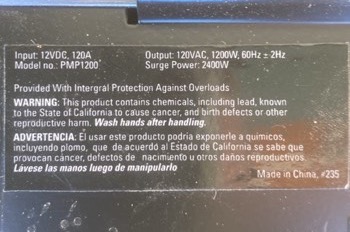 Input: 12VDC, 120A
Output: 120VAC, 1200W, 60Hz ± 2Hz
Model no.: PMP1200
Surge Power: 2400W
Provided With Intergral Protection Against Overloads
WARNING: This product contains chemicals, including lead, known
to the State of California to cause cancer, and birth defects or other
reproductive harm. Wash hands after handling.
ADVERTENCIA: El usar este producto podría exponerle a químicos,
incluyendo plomo, que de acuerdo al Estado de California se sabe que
provocan cáncer, defectos de nacimiento u otros daños reproductivos.
Lávese las manos luego de manipularlo
Made in China, #235